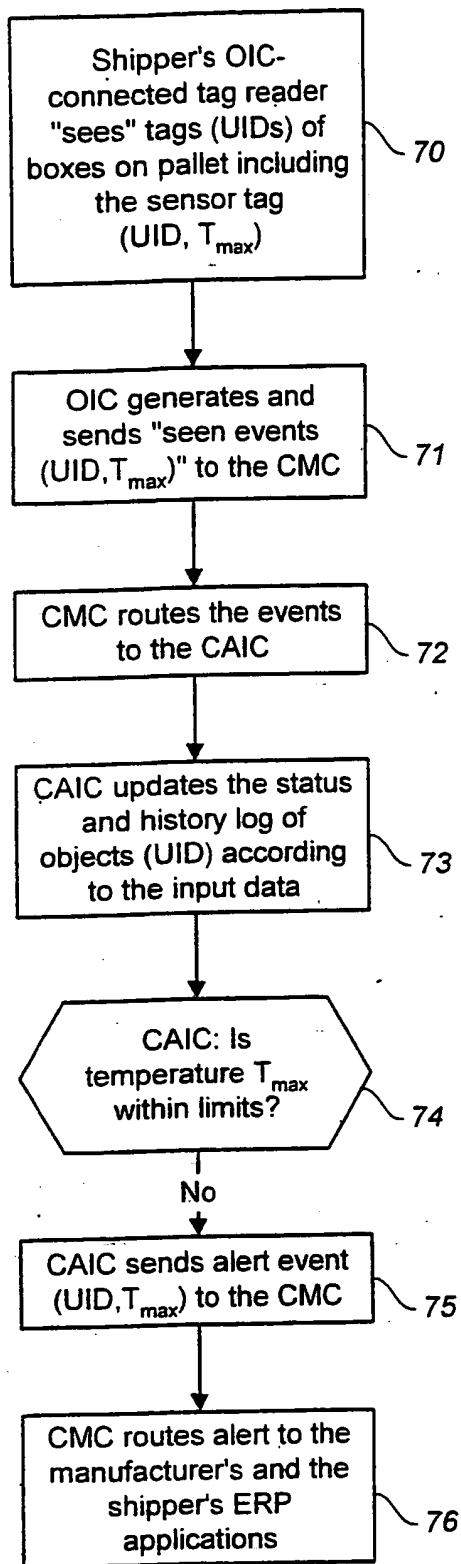 Shipper's OIC-
connected tag reader
"sees" tags (UIDs) of
boxes on pallet including
the sensor tag
(UID, Tmax)
70
OIC generates and
sends "seen events
(UID,Tmax)" to the CMC
71
CMC routes the events
to the CAIC
72
CAIC updates the status
and history log of
objects (UID) according
to the input data
73
CAIC: Is
temperature Tmax
within limits?
74
No
CAIC sends alert event
(UID,Tmax) to the CMC
75
CMC routes alert to the
manufacturer's and the
shipper's ERP
applications
76